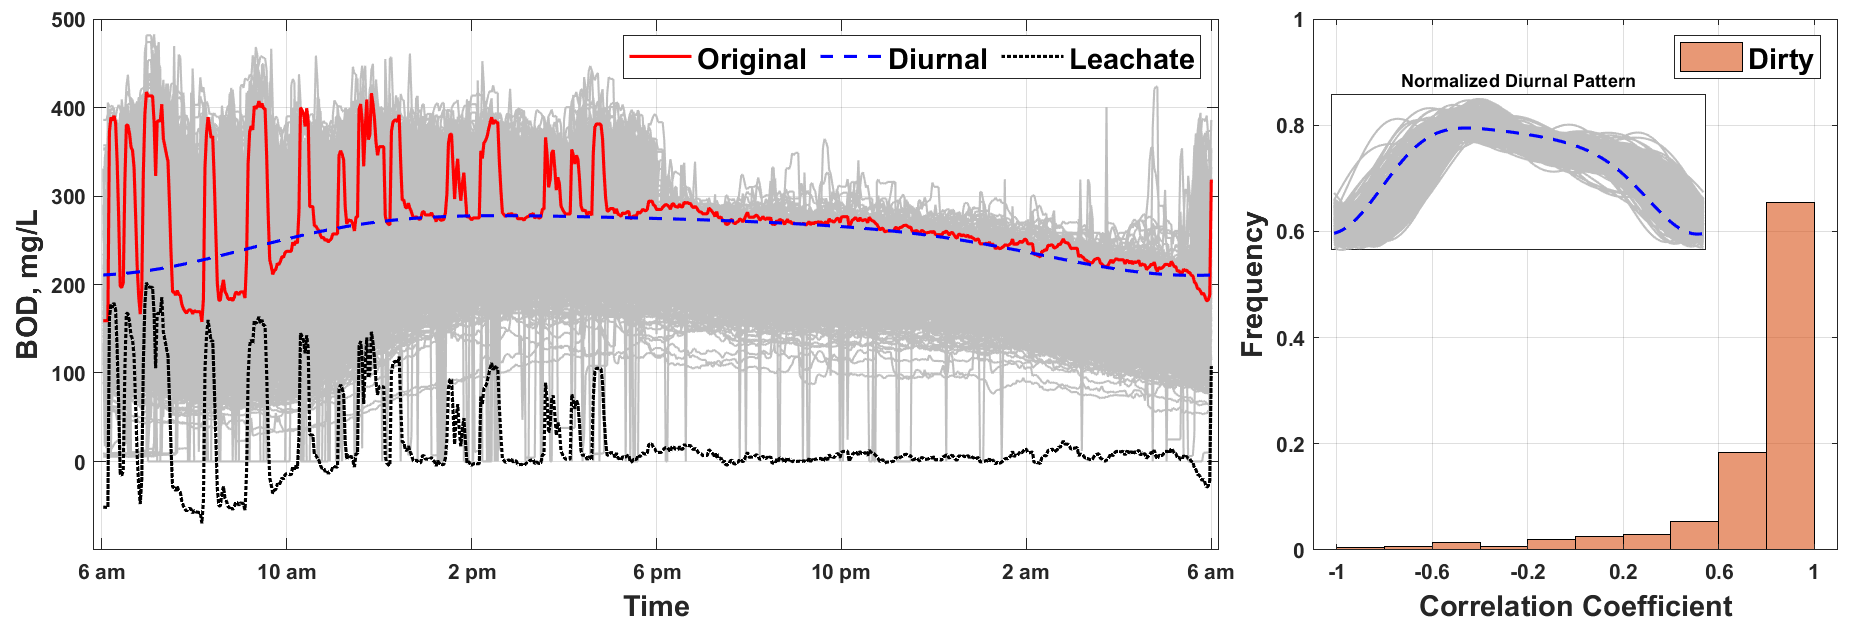 500
400
300
200
100
0
BOD, mg/L
Original Diurnal Leachate
6 am 10 am 2 pm 6 pm 10 pm 2 am 6 am
Time
1
0.8
0.6
0.4
0.2
0
Frequency
Dirty
Normalized Diurnal Pattern
-1 -0.6 -0.2 0.2 0.6 1
Correlation Coefficient